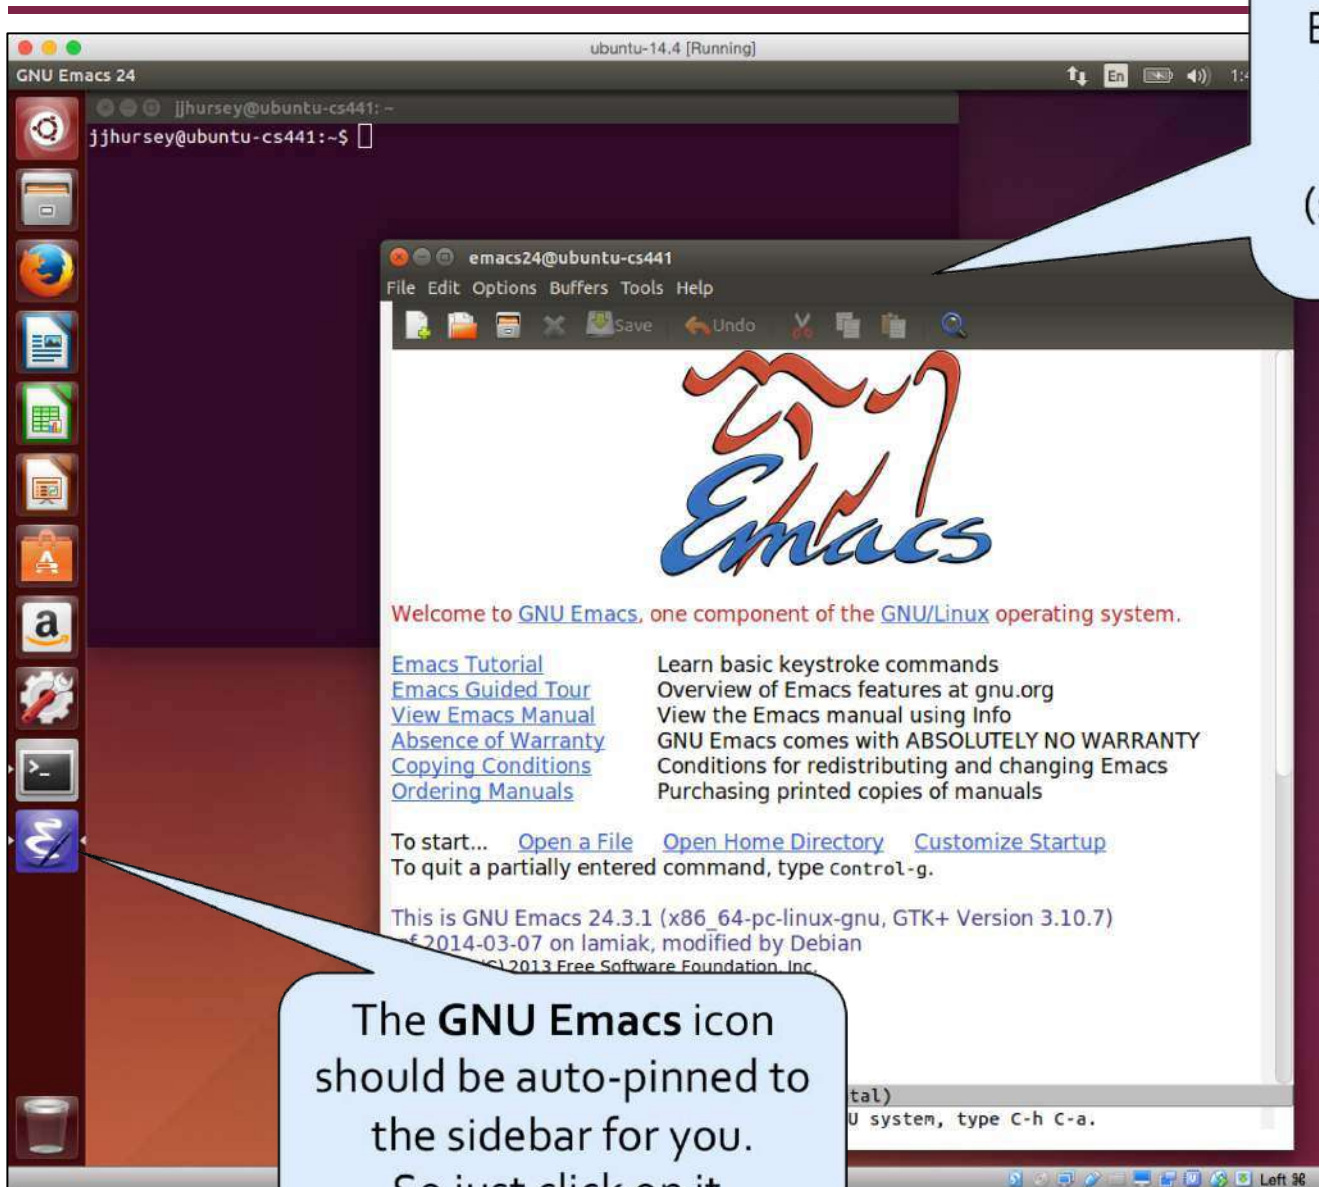 ubuntu-14.4 [Running]
GNU Emacs 24
En
jjhursey@ubuntu-cs441: ~
jjhursey@ubuntu-cs441:~$
emacs24@ubuntu-cs441
File Edit Options Buffers Tools Help
Save Undo
Emacs
Welcome to GNU Emacs, one component of the GNU/Linux operating system.
Emacs Tutorial Learn basic keystroke commands
Emacs Guided Tour Overview of Emacs features at gnu.org
View Emacs Manual View the Emacs manual using Info
Absence of Warranty GNU Emacs comes with ABSOLUTELY NO WARRANTY
Copying Conditions Conditions for redistributing and changing Emacs
Ordering Manuals Purchasing printed copies of manuals
To start... Open a File Open Home Directory Customize Startup
To quit a partially entered command, type Control-g.
This is GNU Emacs 24.3.1 (x86_64-pc-linux-gnu, GTK+ Version 3.10.7)
2014-03-07 on lamiak, modified by Debian
2013 Free Software Foundation, Inc.
The GNU Emacs icon
should be auto-pinned to
the sidebar for you.
So just click on it
tal)
U system, type C-h C-a.
Left ⌘